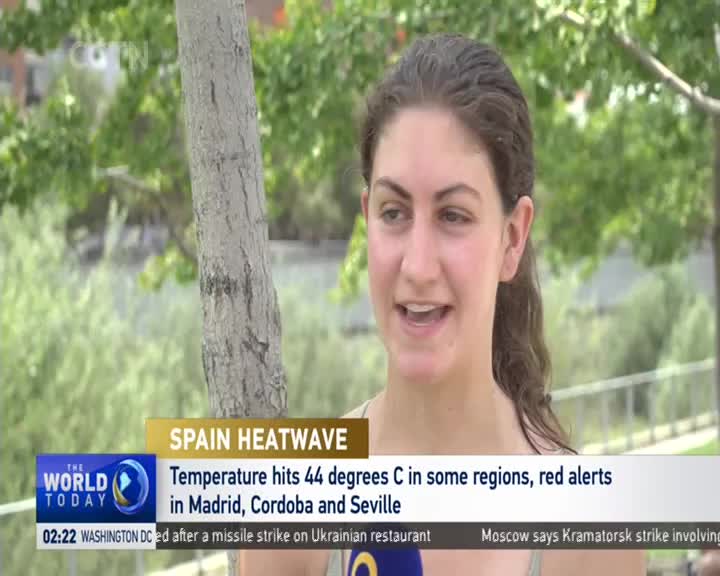 CGTN
SPAIN HEATWAVE
THE
WORLD
TODAY
Temperature hits 44 degrees C in some regions, red alerts
in Madrid, Cordoba and Seville
02:22 WASHINGTON DC
ed after a missile strike on Ukrainian restaurant Moscow says Kramatorsk strike involving